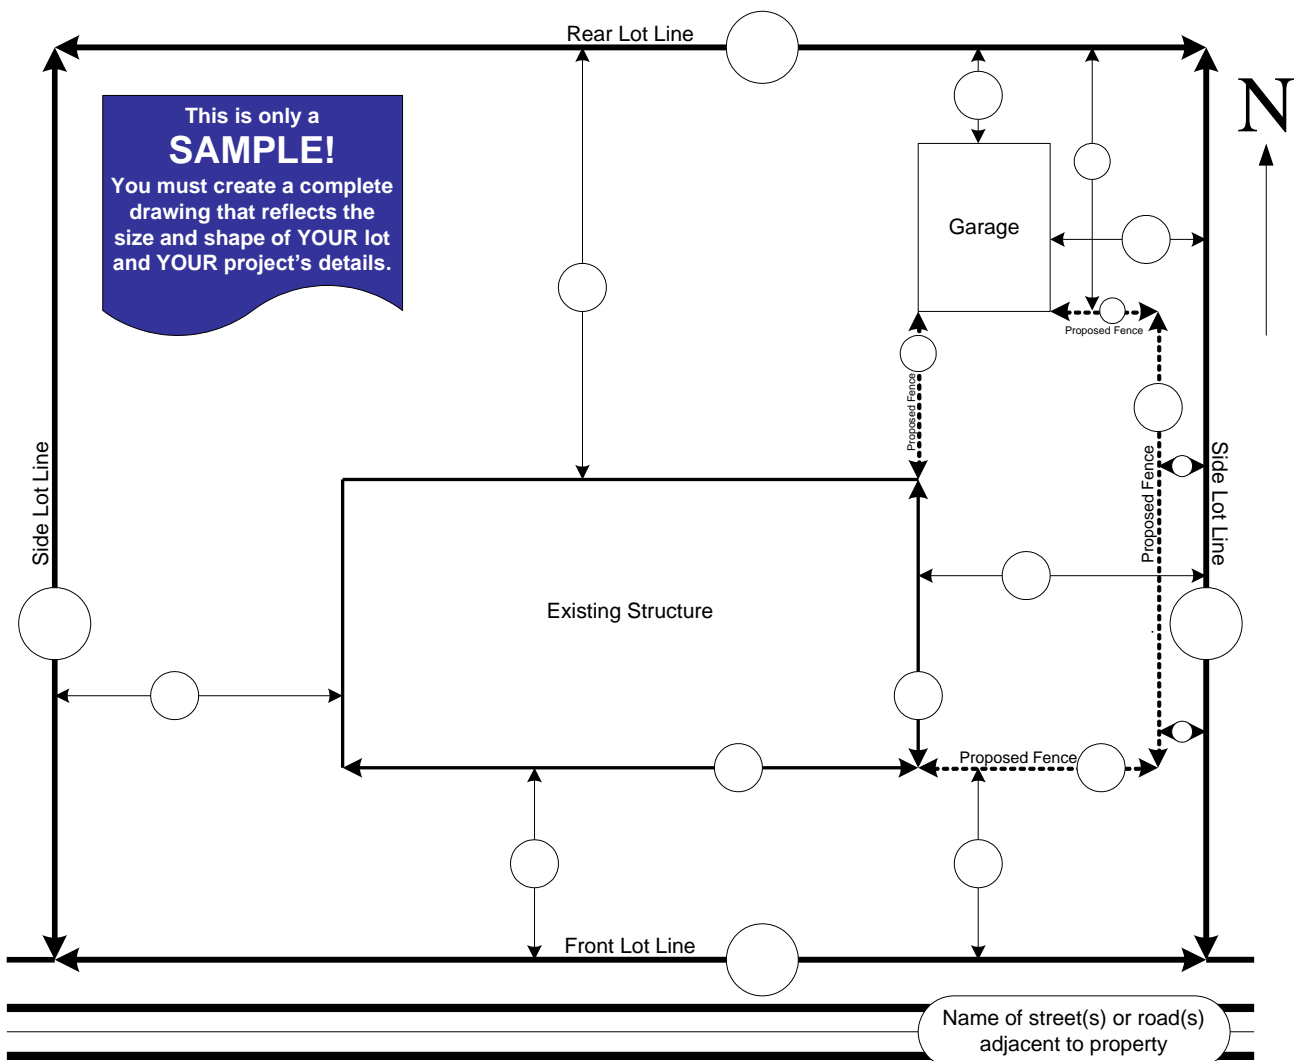 Rear Lot Line
This is only a
SAMPLE!
You must create a complete
drawing that reflects the
size and shape of YOUR lot
and YOUR project's details.
N
Garage
Proposed Fence
Proposed Fence
Side Lot Line
Proposed Fence
Side Lot Line
Existing Structure
Proposed Fence
Front Lot Line
Name of street(s) or road(s)
adjacent to property